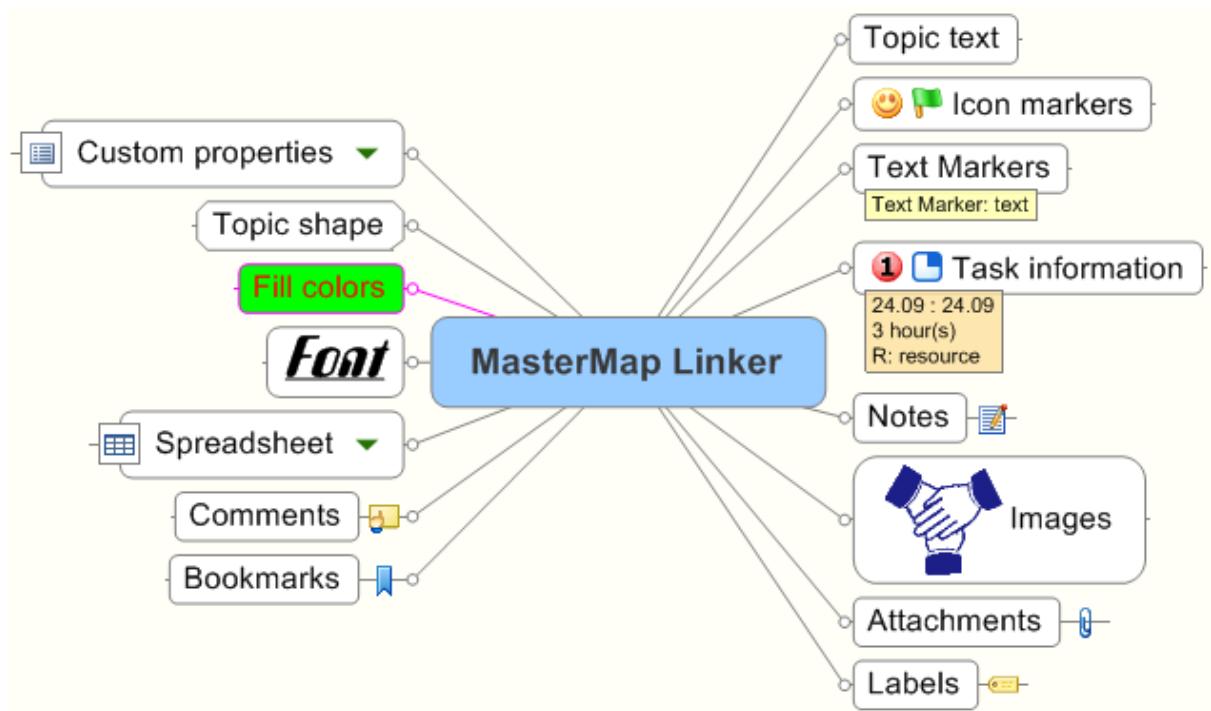 Topic text
Icon markers
Text Markers
Text Marker: text
1 Task information
24.09 : 24.09
3 hour(s)
R: resource
Notes
Images
Attachments
Labels
MasterMap Linker
Custom properties
Topic shape
Fill colors
Font
Spreadsheet
Comments
Bookmarks